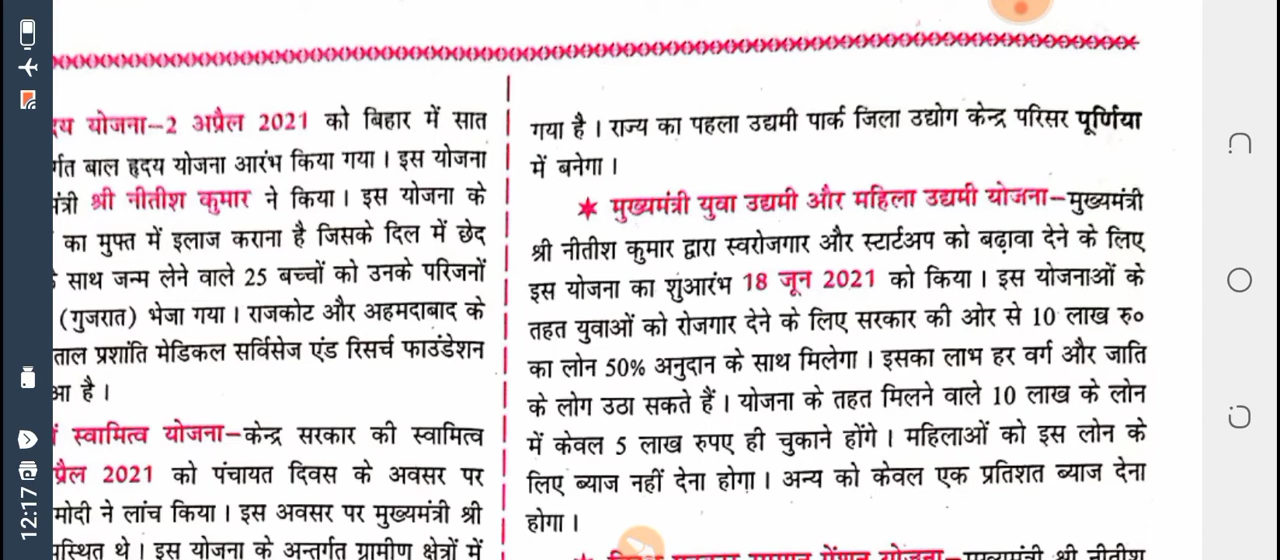 योजना-2 अप्रैल 2021 को बिहार में सात
बाल हृदय योजना आरंभ किया गया। इस योजना
श्री नीतीश कुमार ने किया। इस योजना के
का मुफ्त में इलाज कराना है जिसके दिल में छेद
साथ जन्म लेने वाले 25 बच्चों को उनके परिजनों
(गुजरात) भेजा गया। राजकोट और अहमदाबाद के
प्रशांति मेडिकल सर्विसेज एंड रिसर्च फाउंडेशन
है।
स्वामित्व योजना-केन्द्र सरकार की स्वामित्व
2021 को पंचायत दिवस के अवसर पर
मोदी ने लांच किया। इस अवसर पर मुख्यमंत्री श्री
थे। इस योजना के अन्तर्गत ग्रामीण क्षेत्रों में
गया है। राज्य का पहला उद्यमी पार्क जिला उद्योग केन्द्र परिसर पूर्णिया
में बनेगा।
★ मुख्यमंत्री युवा उद्यमी और महिला उद्यमी योजना-मुख्यमंत्री
श्री नीतीश कुमार द्वारा स्वरोजगार और स्टार्टअप को बढ़ावा देने के लिए
इस योजना का शुंआरंभ 18 जून 2021 को किया। इस योजनाओं के
तहत युवाओं को रोजगार देने के लिए सरकार की ओर से 10 लाख रु०
का लोन 50% अनुदान के साथ मिलेगा। इसका लाभ हर वर्ग और जाति
के लोग उठा सकते हैं। योजना के तहत मिलने वाले 10 लाख के लोन
में केवल 5 लाख रुपए ही चुकाने होंगे। महिलाओं को इस लोन के
लिए ब्याज नहीं देना होगा। अन्य को केवल एक प्रतिशत ब्याज देना
होगा।
12:17